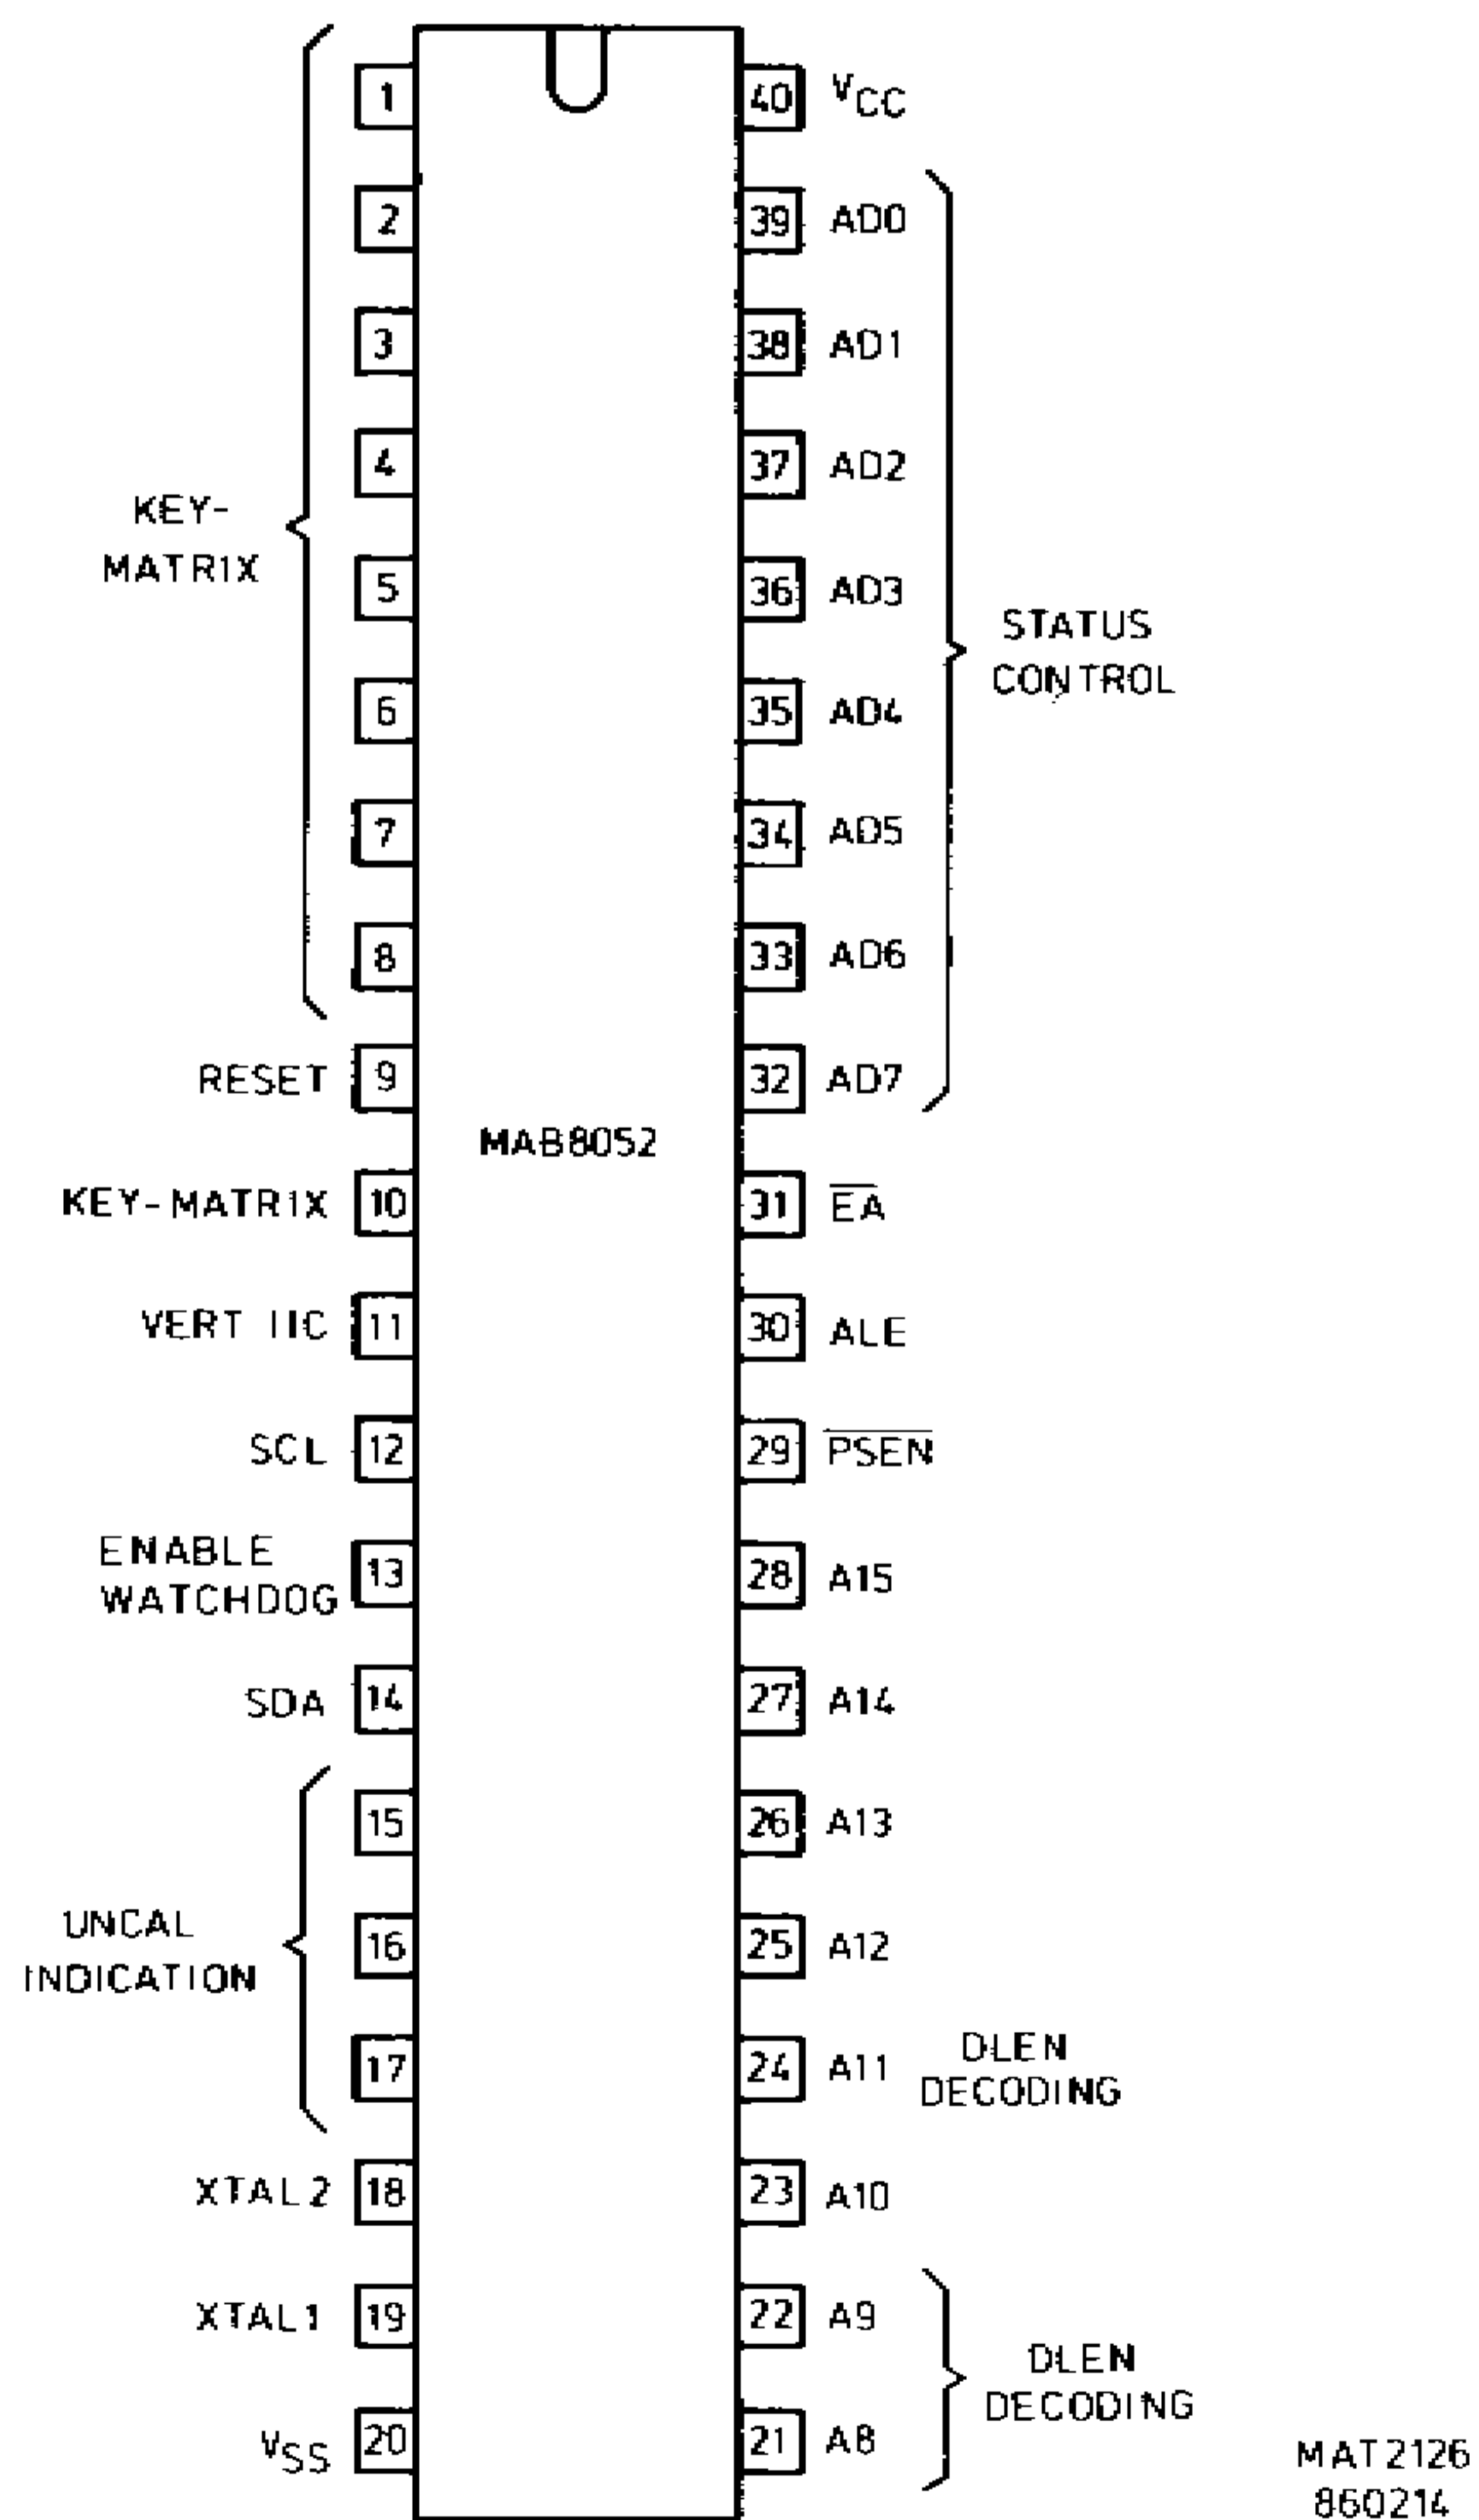 1
40 VCC
2
39 AD0
3
38 AD1
4
37 AD2
KEY-
MATRIX
5
36 AD3
STATUS
CONTROL
6
35 AD4
7
34 AD5
8
33 AD6
RESET 9
32 AD7
MAB8052
KEY-MATRIX 10
31 EA
VERT IIC 11
30 ALE
SCL 12
29 PSEN
ENABLE
WATCHDOG
13
28 A15
SDA 14
27 A14
15
26 A13
UNCAL
INDICATION
16
25 A12
17
24 A11
DLEN
DECODING
XTAL2 18
23 A10
XTAL1 19
22 A9
DLEN
DECODING
VSS 20
21 A8
MAT2126
860214